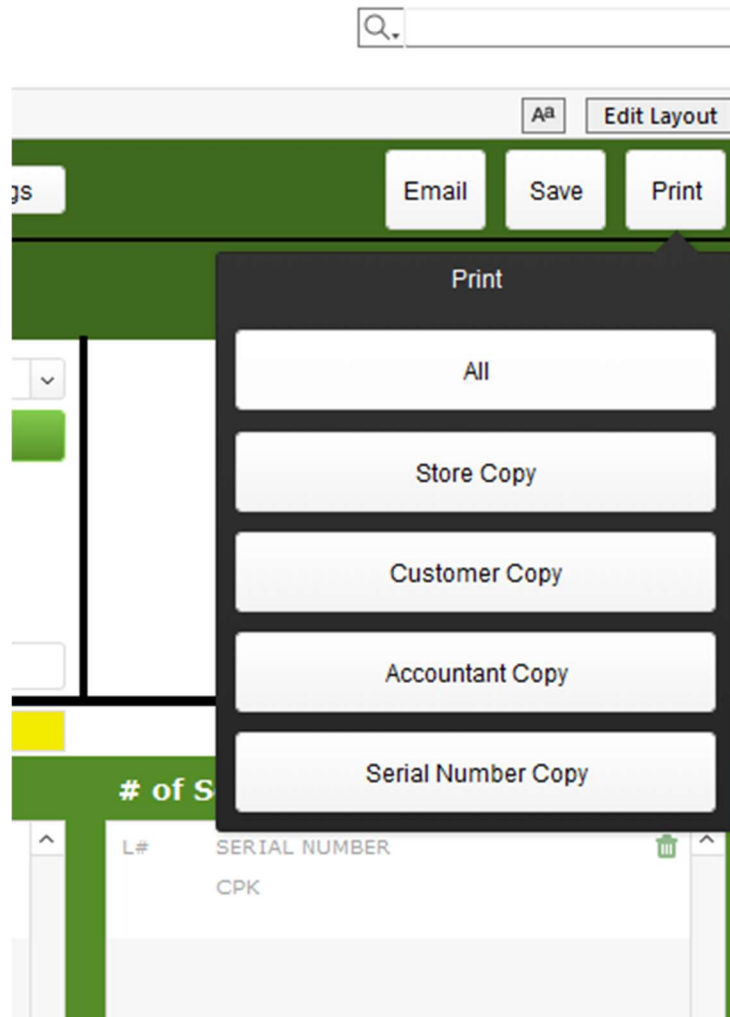 Aa
Edit Layout
gs
Email
Save
Print
Print
All
Store Copy
Customer Copy
Accountant Copy
Serial Number Copy
# of S
L#
SERIAL NUMBER
CPK